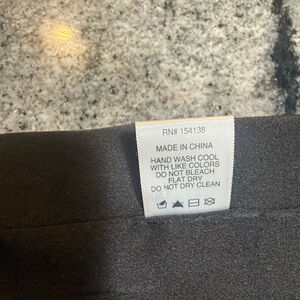 RN# 154138
MADE IN CHINA
HAND WASH COOL
WITH LIKE COLORS
DO NOT BLEACH
FLAT DRY
DO NOT DRY CLEAN